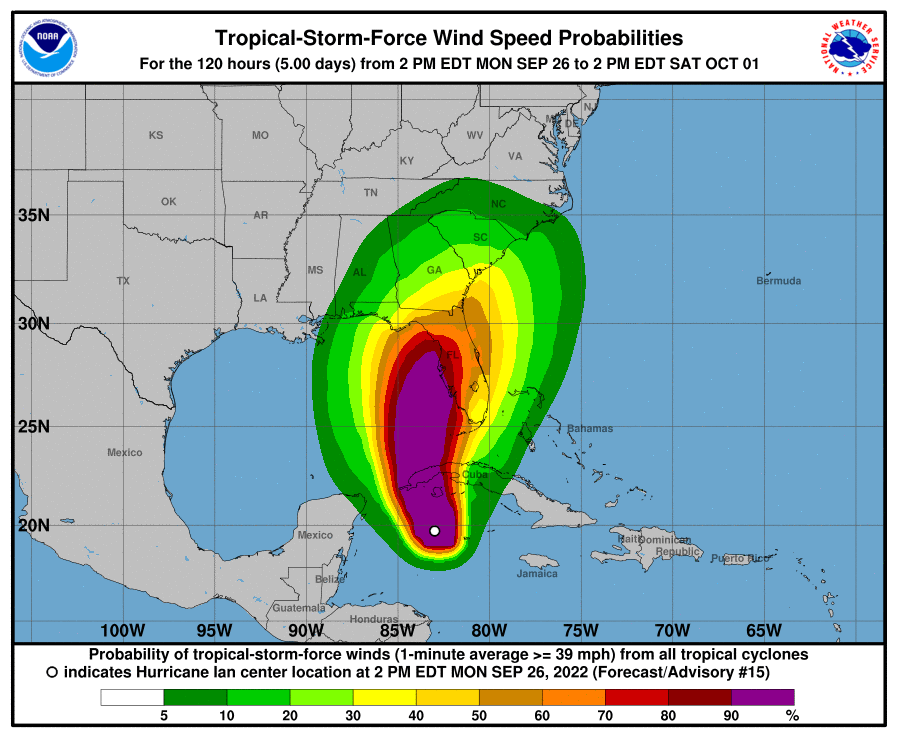 Tropical-Storm-Force Wind Speed Probabilities
For the 120 hours (5.00 days) from 2 PM EDT MON SEP 26 to 2 PM EDT SAT OCT 01
NOAA
NATIONAL WEATHER SERVICE
N
M
DE
KS
MO
WV
KY
VA
TN
OK
NC
35N
AR
SC
MS
AL
GA
TX
Bermuda
LA
30N
FL
25N
Bahamas
Mexico
Cuba
20N
Mexico
Haiti
Dominican
Republic
Puerto Rico
Jamaica
Belize
Guatemala
Honduras
100W 95W 90W 85W 80W 75W 70W 65W
Probability of tropical-storm-force winds (1-minute average >= 39 mph) from all tropical cyclones
indicates Hurricane Ian center location at 2 PM EDT MON SEP 26, 2022 (Forecast/Advisory #15)
5 10 20 30 40 50 60 70 80 90 %